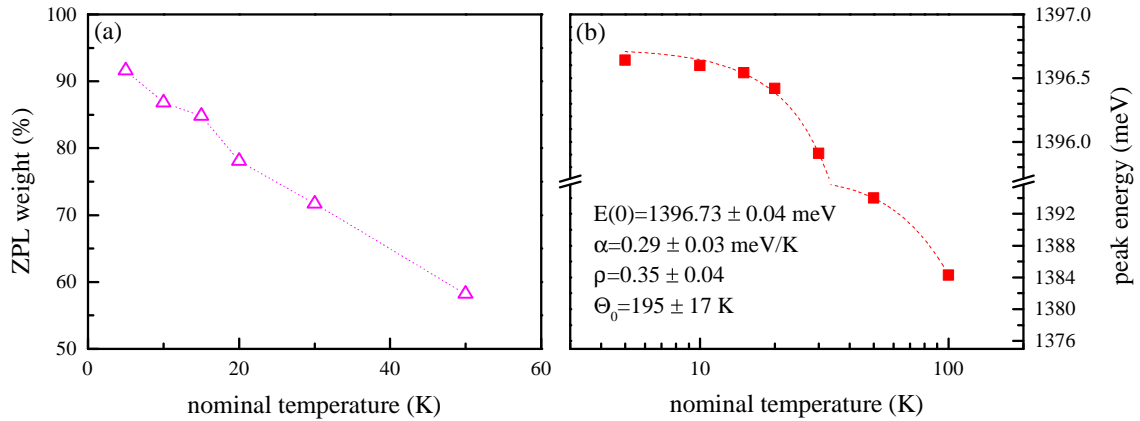 (a)
100
90
80
70
60
50
0
20
40
60
ZPL weight (%)
nominal temperature (K)
(b)
1397.0
1396.5
1396.0
1392
1388
1384
1380
1376
10
100
peak energy (meV)
nominal temperature (K)
E(0)=1396.73 ± 0.04 meV
α=0.29 ± 0.03 meV/K
ρ=0.35 ± 0.04
Θ₀=195 ± 17 K